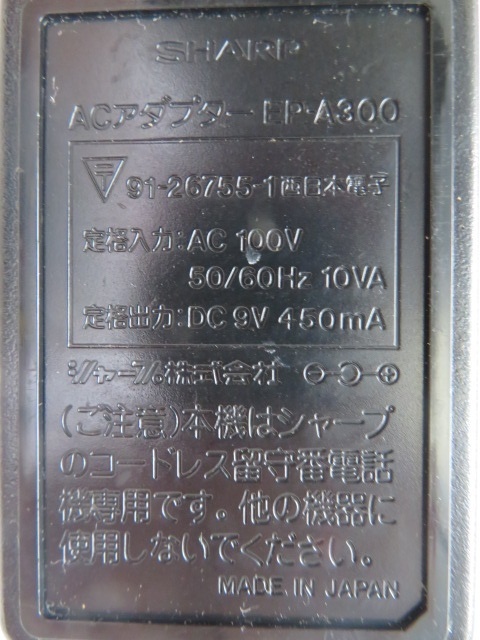 SHARP
ACアダプター EP-A300
〒 91-26755-1 西日本電子
定格入力:AC 100V
50/60Hz 10VA
定格出力:DC 9V 450mA
シャープ株式会社 ⊖-C-⊕
(ご注意)本機はシャープ
のコードレス留守番電話
機専用です。他の機器に
使用しないでください。
MADE IN JAPAN